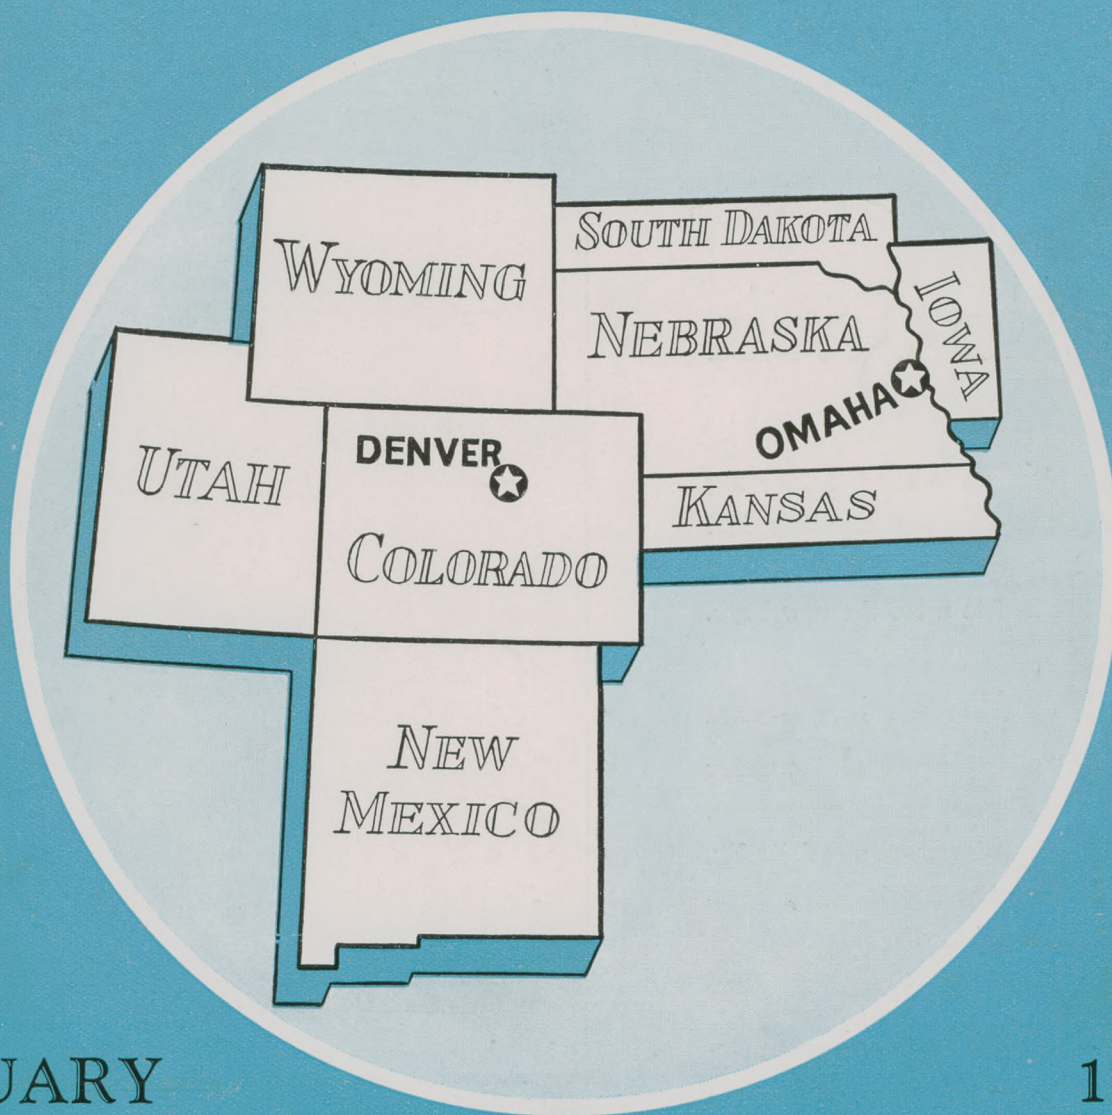 WYOMING
SOUTH DAKOTA
NEBRASKA
IOWA
OMAHA
UTAH
DENVER
COLORADO
KANSAS
NEW
MEXICO
UARY
1